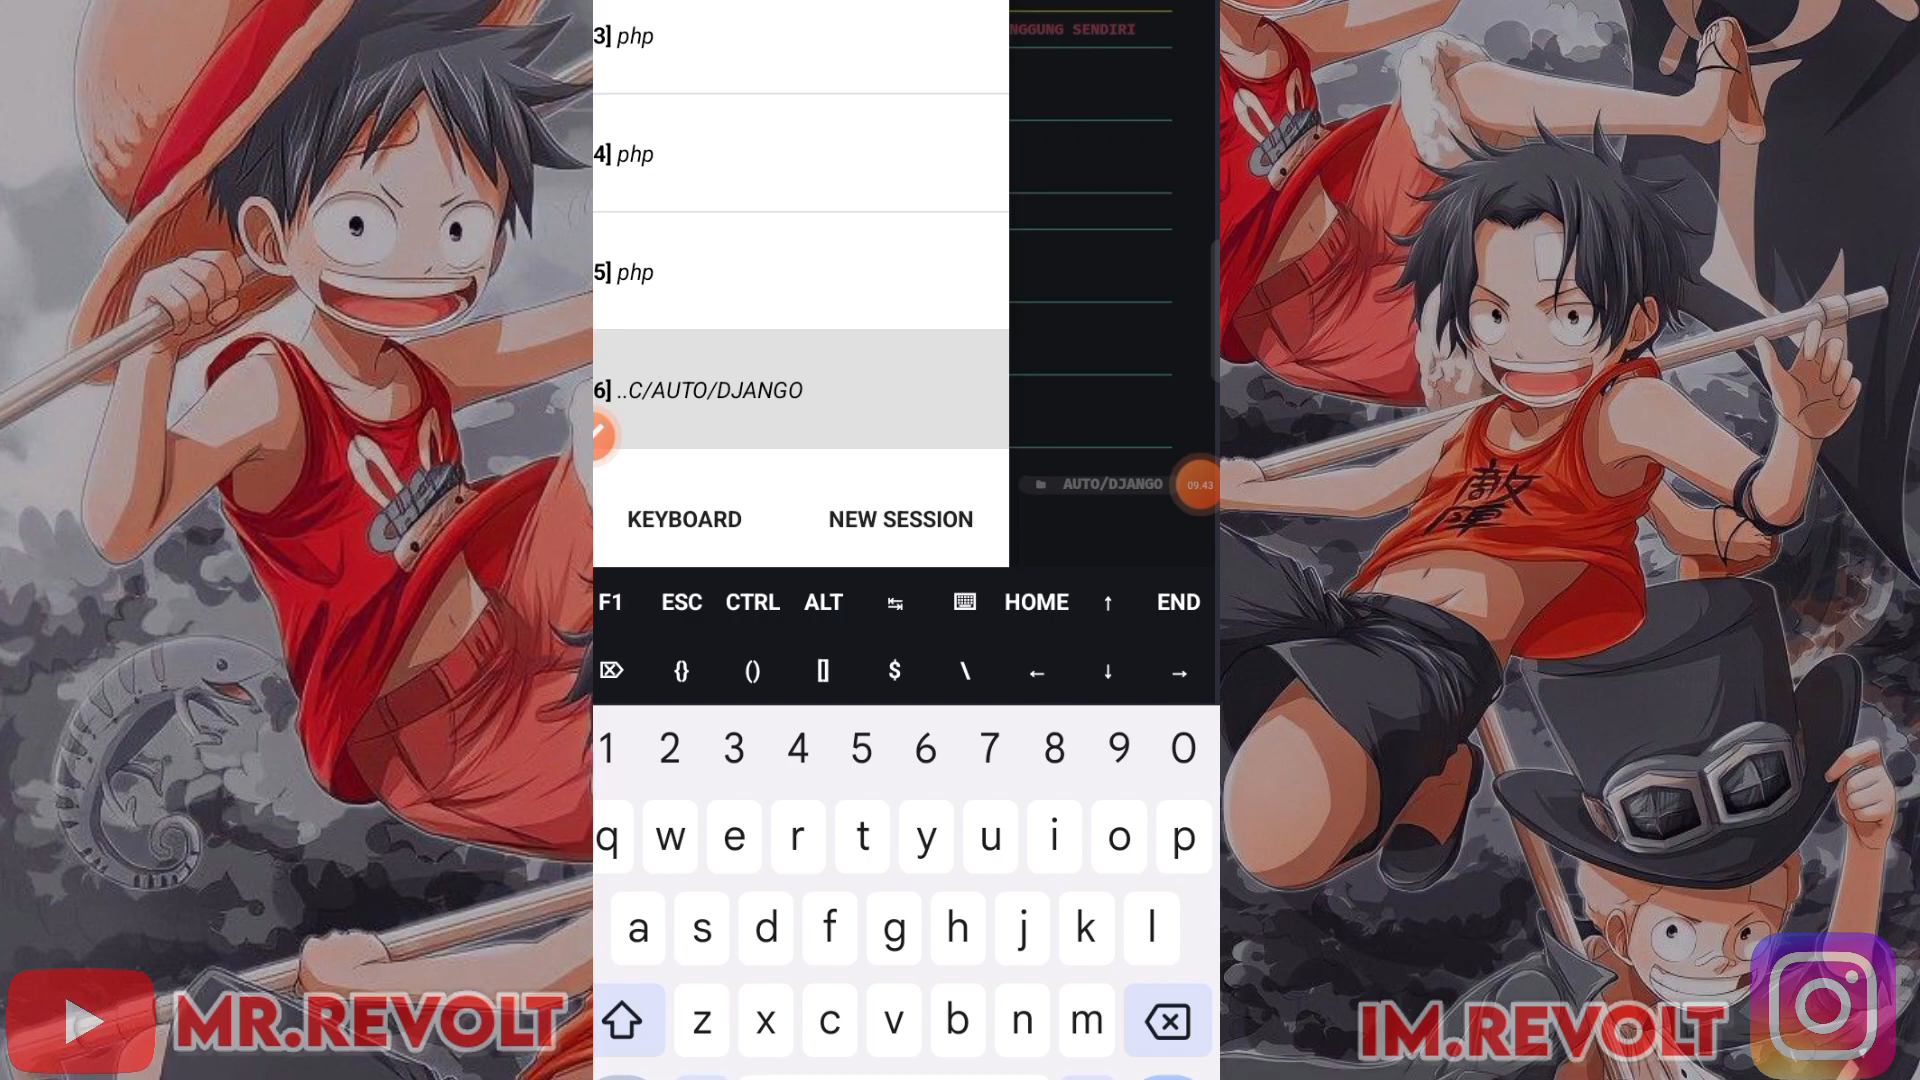 3] php
NGGUNG SENDIRI
4] php
5] php
6] ..C/AUTO/DJANGO
AUTO/DJANGO
09.43
KEYBOARD NEW SESSION
F1 ESC CTRL ALT ↹ HOME ↑ END
{} () [] $ \ ← ↓ →
1 2 3 4 5 6 7 8 9 0
q w e r t y u i o p
a s d f g h j k l
z x c v b n m
MR.REVOLT
IM.REVOLT